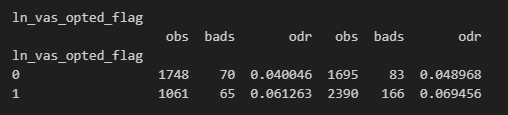 ln_vas_opted_flag
obs bads odr obs bads odr
ln_vas_opted_flag
0 1748 70 0.040046 1695 83 0.048968
1 1061 65 0.061263 2390 166 0.069456